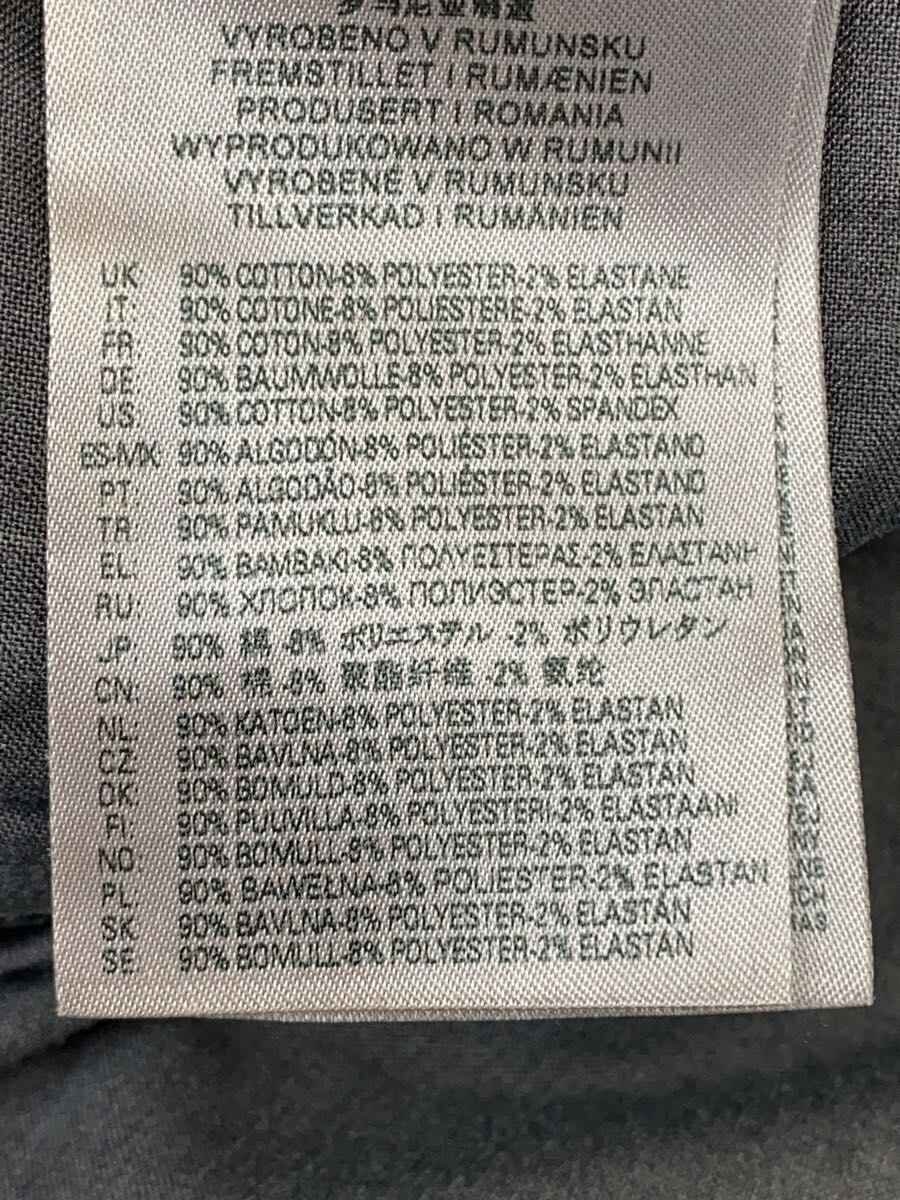 罗马尼亚制造
VYROBENO V RUMUNSKU
FREMSTILLET I RUMÆNIEN
PRODUSERT I ROMANIA
WYPRODUKOWANO W RUMUNII
VYROBENÉ V RUMUNSKU
TILLVERKAD I RUMÄNIEN
UK: 90% COTTON-8% POLYESTER-2% ELASTANE
IT: 90% COTONE-8% POLIESTERE-2% ELASTAN
FR: 90% COTON-8% POLYESTER-2% ELASTHANNE
DE: 90% BAUMWOLLE-8% POLYESTER-2% ELASTHAN
US: 90% COTTON-8% POLYESTER-2% SPANDEX
ES-MX: 90% ALGODÓN-8% POLIÉSTER-2% ELASTANO
PT: 90% ALGODÃO-8% POLIÉSTER-2% ELASTANO
TR: 90% PAMUKLU-8% POLYESTER-2% ELASTAN
EL: 90% ΒΑΜΒΑΚΙ-8% ΠΟΛΥΕΣΤΕΡΑΣ-2% ΕΛΑΣΤΑΝΗ
RU: 90% ХЛОПОК-8% ПОЛИЭСТЕР-2% ЭЛАСТАН
JP: 90% 綿 -8% ポリエステル -2% ポリウレタン
CN: 90% 棉 -8% 聚酯纤维 -2% 氨纶
NL: 90% KATOEN-8% POLYESTER-2% ELASTAN
CZ: 90% BAVLNA-8% POLYESTER-2% ELASTAN
DK: 90% BOMULD-8% POLYESTER-2% ELASTAN
FI: 90% PUUVILLA-8% POLYESTERI-2% ELASTAANI
NO: 90% BOMULL-8% POLYESTER-2% ELASTAN
PL: 90% BAWEŁNA-8% POLIESTER-2% ELASTAN
SK: 90% BAVLNA-8% POLYESTER-2% ELASTAN
SE: 90% BOMULL-8% POLYESTER-2% ELASTAN